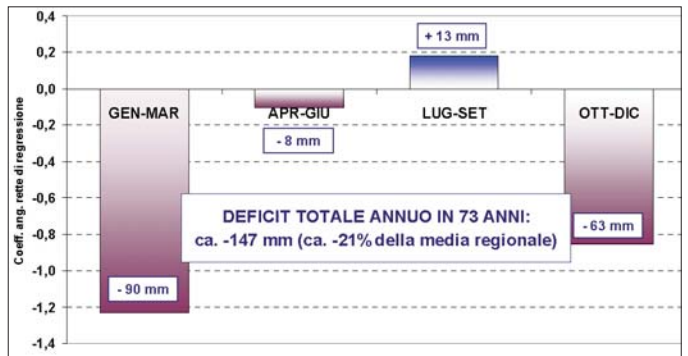 Coeff. ang. rette di regressione
0,4
0,2
0,0
-0,2
-0,4
-0,6
-0,8
-1,0
-1,2
-1,4
+ 13 mm
GEN-MAR
APR-GIU
LUG-SET
OTT-DIC
- 8 mm
DEFICIT TOTALE ANNUO IN 73 ANNI:
ca. -147 mm (ca. -21% della media regionale)
- 63 mm
- 90 mm